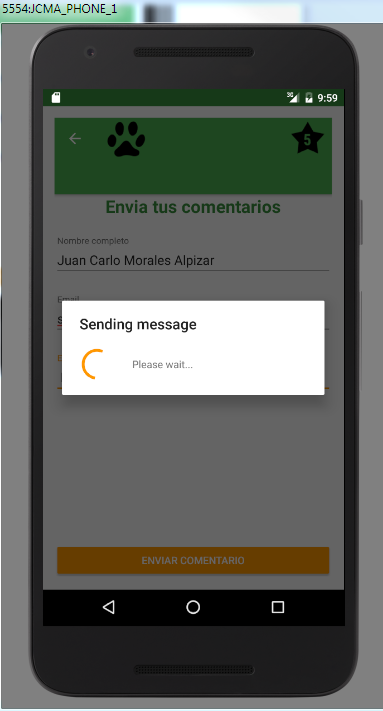 5554:JCMA_PHONE_1
3G 9:59
5
Envia tus comentarios
Nombre completo
Juan Carlo Morales Alpizar
Email
Sending message
Please wait...
ENVIAR COMENTARIO